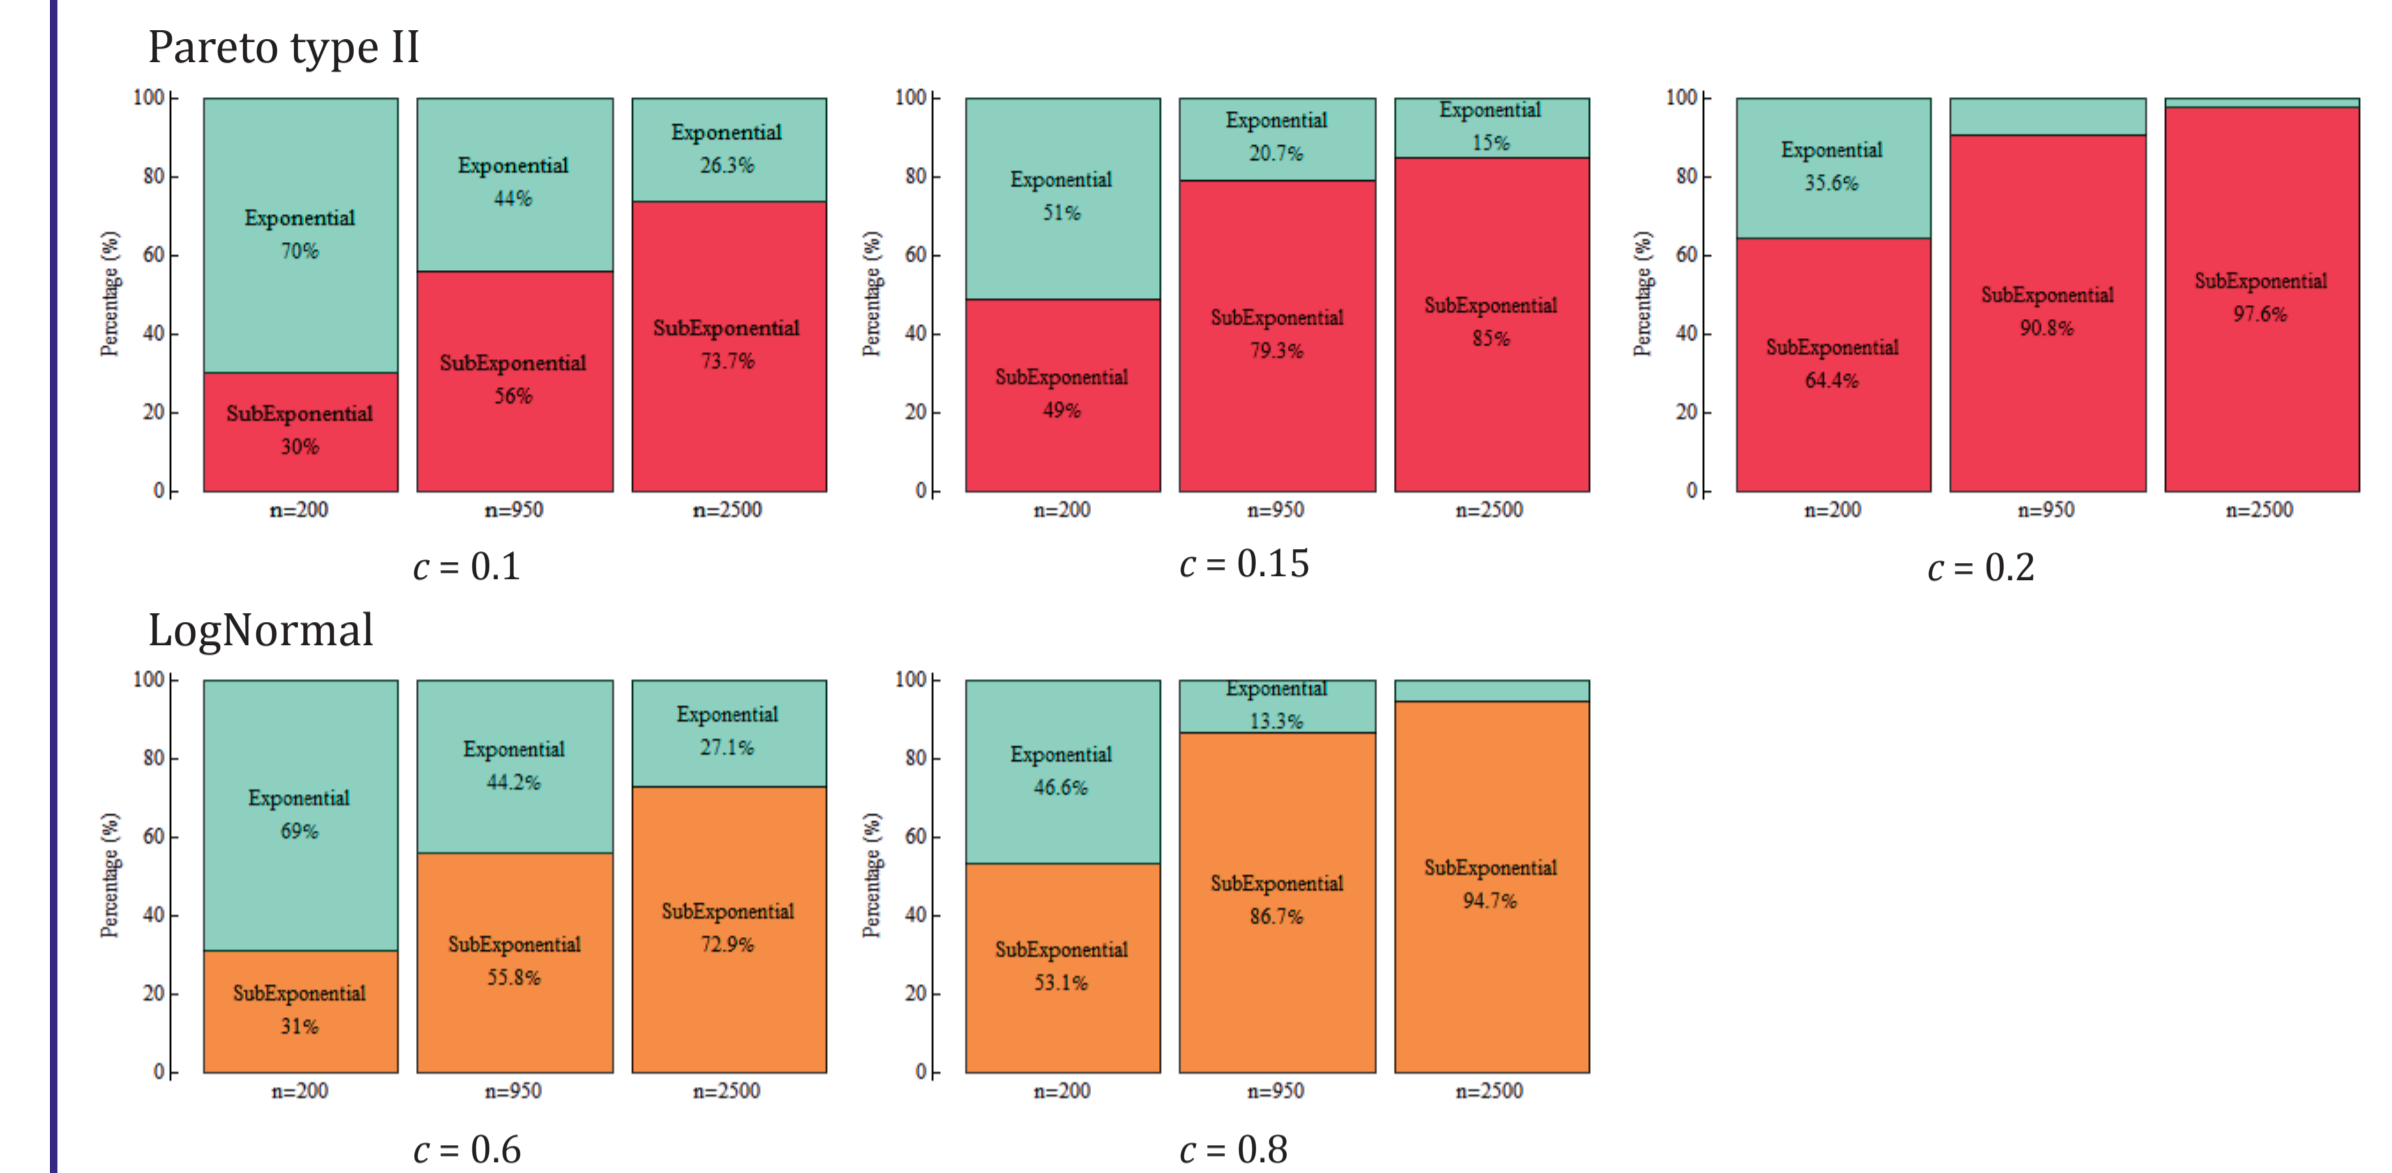 Pareto type II
100
80
60
40
20
0
Percentage (%)
Exponential
70%
SubExponential
30%
n=200
Exponential
44%
SubExponential
56%
n=950
Exponential
26.3%
SubExponential
73.7%
n=2500
c = 0.1
100
80
60
40
20
0
Percentage (%)
Exponential
51%
SubExponential
49%
n=200
Exponential
20.7%
SubExponential
79.3%
n=950
Exponential
15%
SubExponential
85%
n=2500
c = 0.15
100
80
60
40
20
0
Percentage (%)
Exponential
35.6%
SubExponential
64.4%
n=200
SubExponential
90.8%
n=950
SubExponential
97.6%
n=2500
c = 0.2
LogNormal
100
80
60
40
20
0
Percentage (%)
Exponential
69%
SubExponential
31%
n=200
Exponential
44.2%
SubExponential
55.8%
n=950
Exponential
27.1%
SubExponential
72.9%
n=2500
c = 0.6
100
80
60
40
20
0
Percentage (%)
Exponential
46.6%
SubExponential
53.1%
n=200
Exponential
13.3%
SubExponential
86.7%
n=950
SubExponential
94.7%
n=2500
c = 0.8